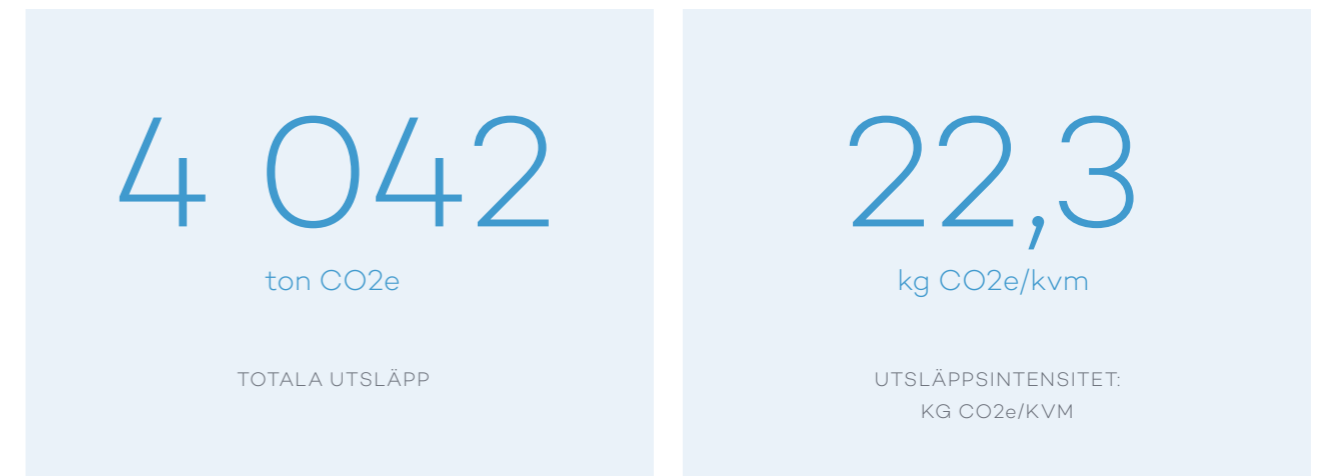 4 042
ton CO2e
TOTALA UTSLÄPP
22,3
kg CO2e/kvm
UTSLÄPPSINTENSITET:
KG CO2e/KVM